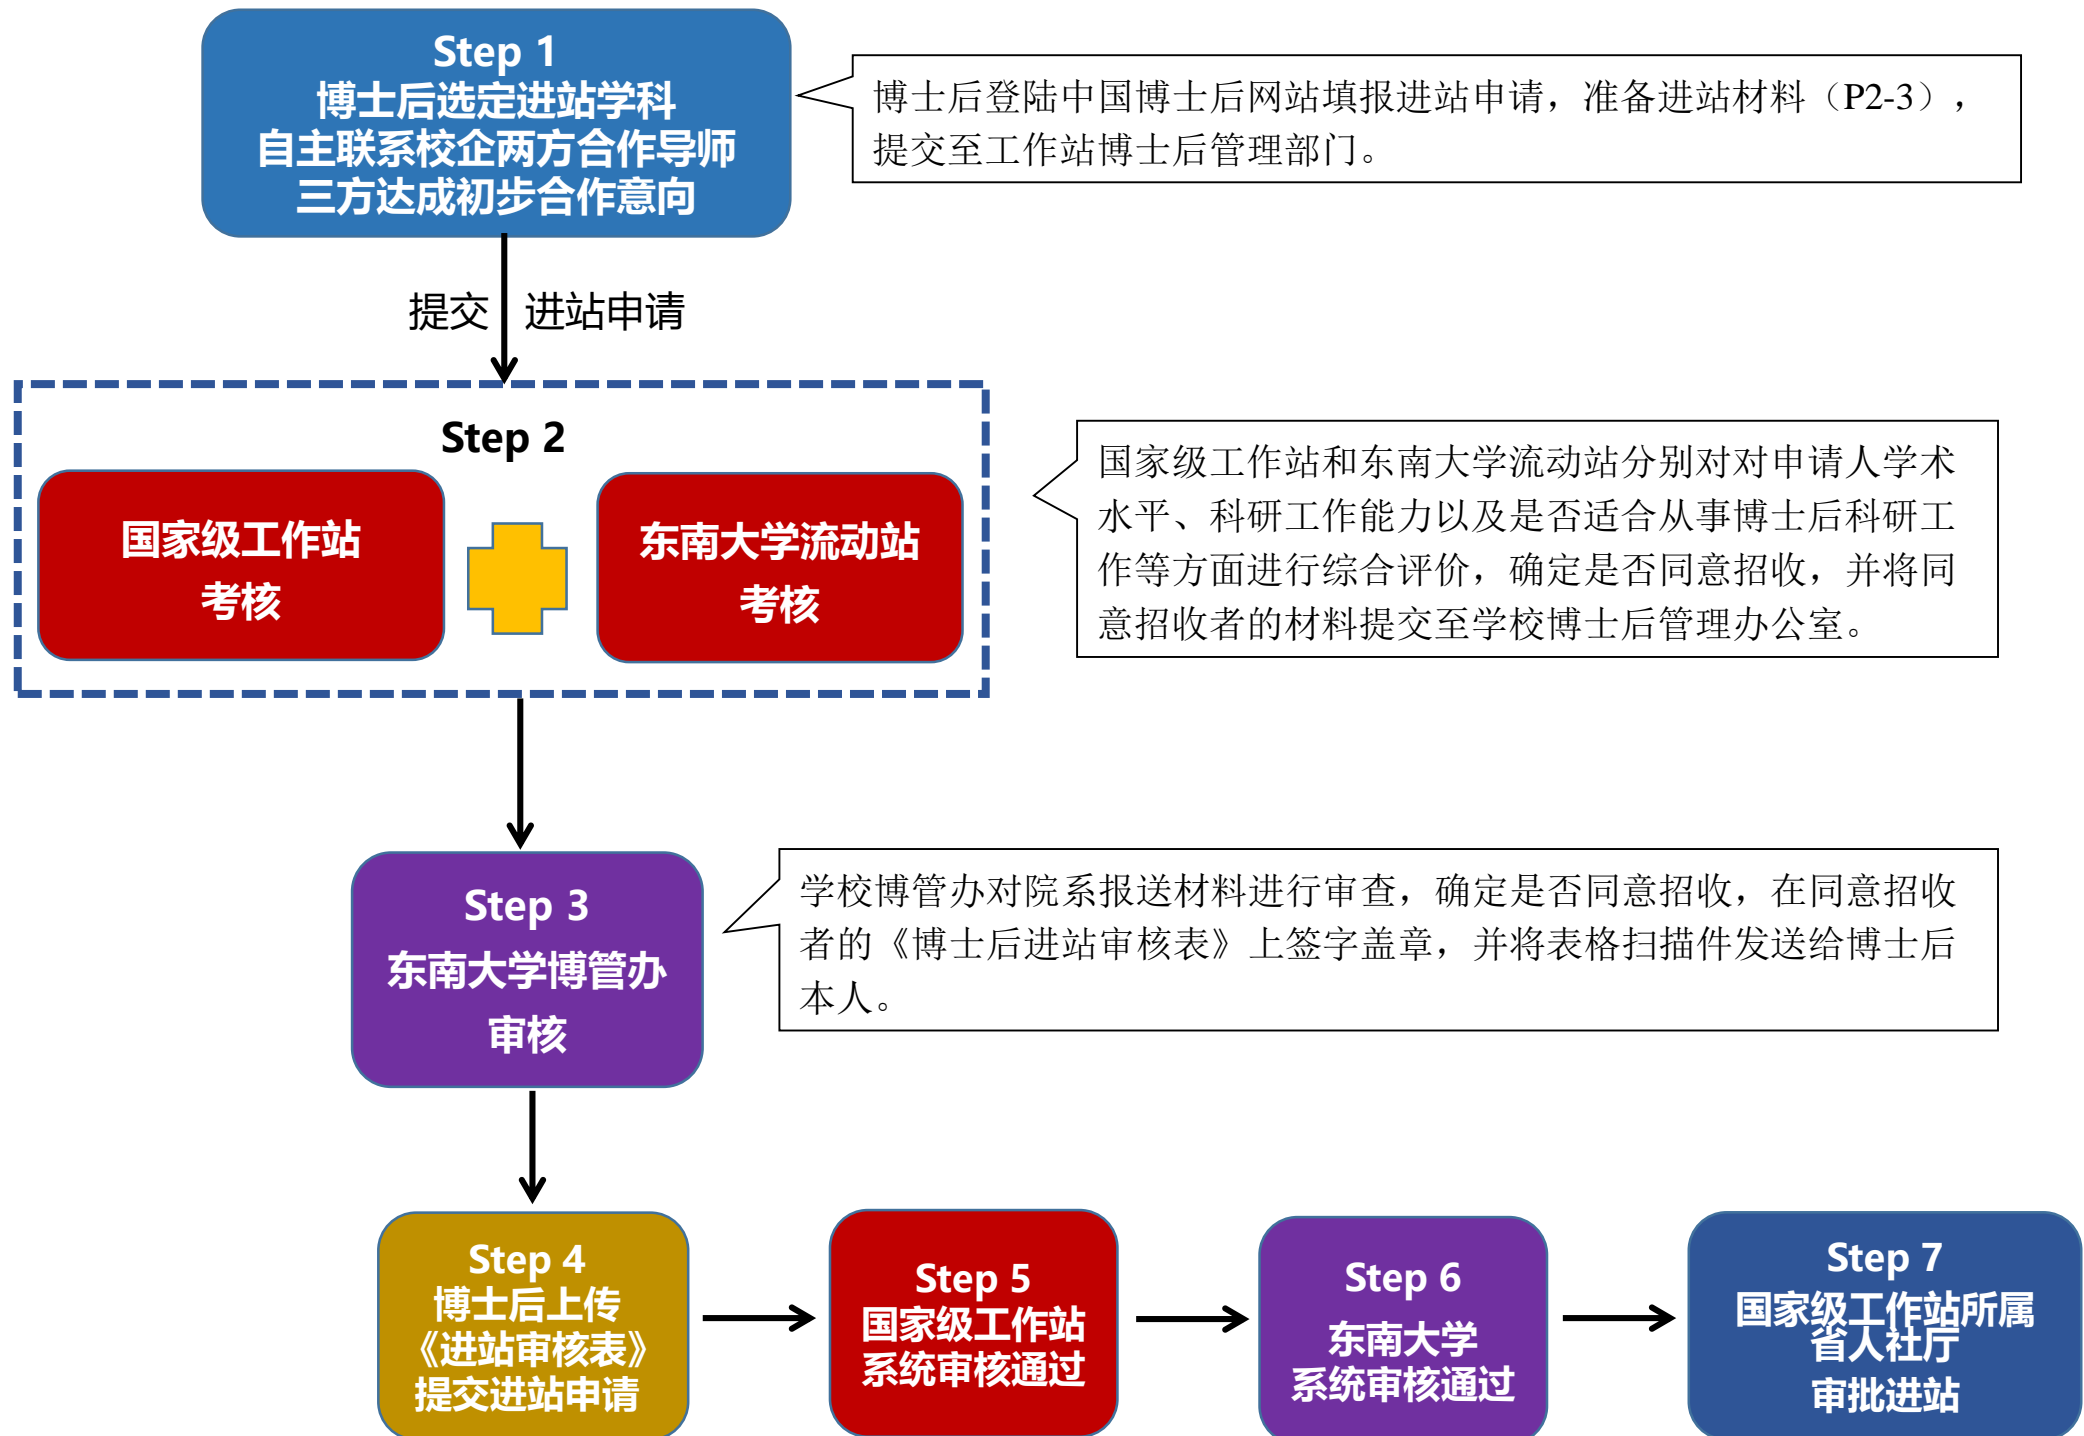 Step 1
博士后选定进站学科
自主联系校企两方合作导师
三方达成初步合作意向
博士后登陆中国博士后网站填报进站申请，准备进站材料（P2-3），
提交至工作站博士后管理部门。
提交 进站申请
Step 2
国家级工作站
考核
东南大学流动站
考核
国家级工作站和东南大学流动站分别对对申请人学术
水平、科研工作能力以及是否适合从事博士后科研工
作等方面进行综合评价，确定是否同意招收，并将同
意招收者的材料提交至学校博士后管理办公室。
Step 3
东南大学博管办
审核
学校博管办对院系报送材料进行审查，确定是否同意招收，在同意招收
者的《博士后进站审核表》上签字盖章，并将表格扫描件发送给博士后
本人。
Step 4
博士后上传
《进站审核表》
提交进站申请
Step 5
国家级工作站
系统审核通过
Step 6
东南大学
系统审核通过
Step 7
国家级工作站所属
省人社厅
审批进站